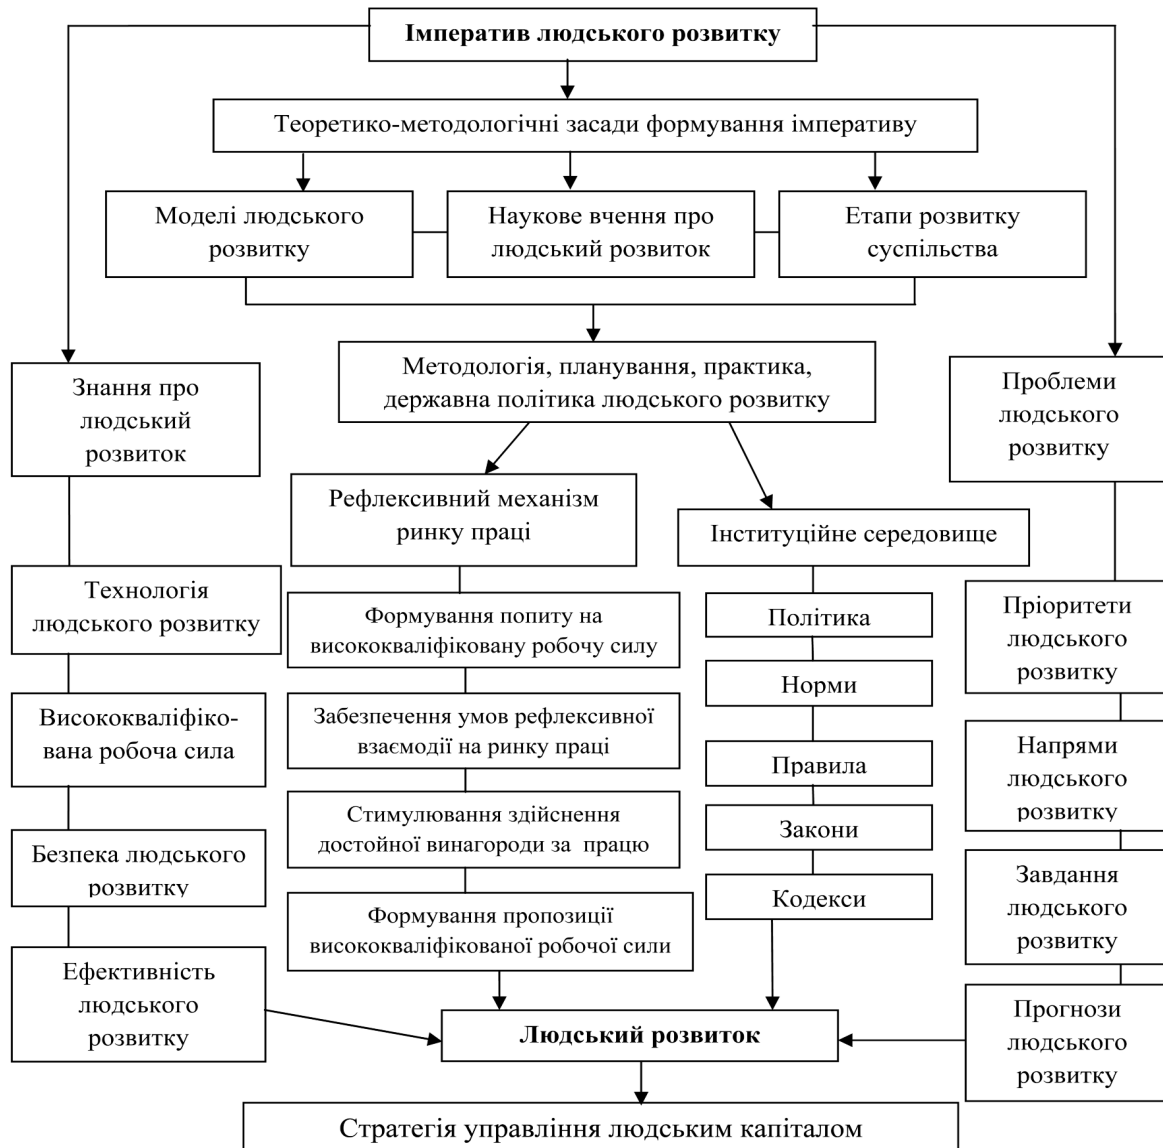 Імператив людського розвитку
Теоретико-методологічні засади формування імперативу
Моделі людського
розвитку
Наукове вчення про
людський розвиток
Етапи розвитку
суспільства
Методологія, планування, практика,
державна політика людського розвитку
Знання про
людський
розвиток
Технологія
людського розвитку
Висококваліфіко-
вана робоча сила
Безпека людського
розвитку
Ефективність
людського
розвитку
Рефлексивний механізм
ринку праці
Формування попиту на
висококваліфіковану робочу силу
Забезпечення умов рефлексивної
взаємодії на ринку праці
Стимулювання здійснення
достойної винагороди за працю
Формування пропозиції
висококваліфікованої робочої сили
Інституційне середовище
Політика
Норми
Правила
Закони
Кодекси
Проблеми
людського
розвитку
Пріоритети
людського
розвитку
Напрями
людського
розвитку
Завдання
людського
розвитку
Прогнози
людського
розвитку
Людський розвиток
Стратегія управління людським капіталом